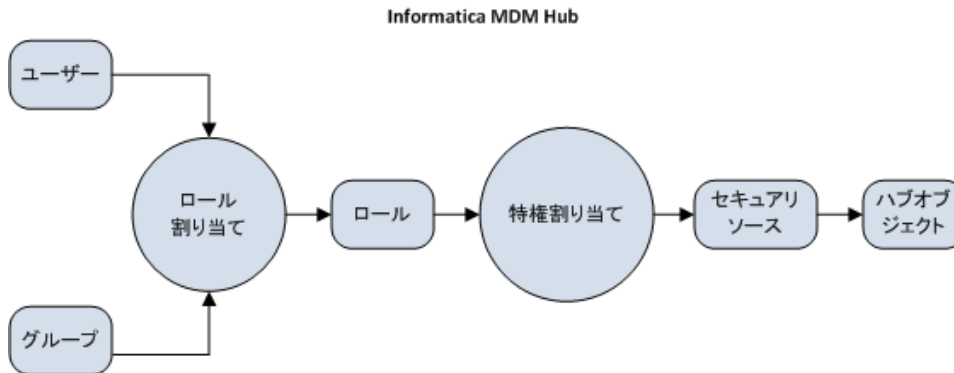 Informatica MDM Hub
ユーザー
ロール
割り当て
ロール
特権割り当て
セキュアリ
ソース
ハブオブ
ジェクト
グループ